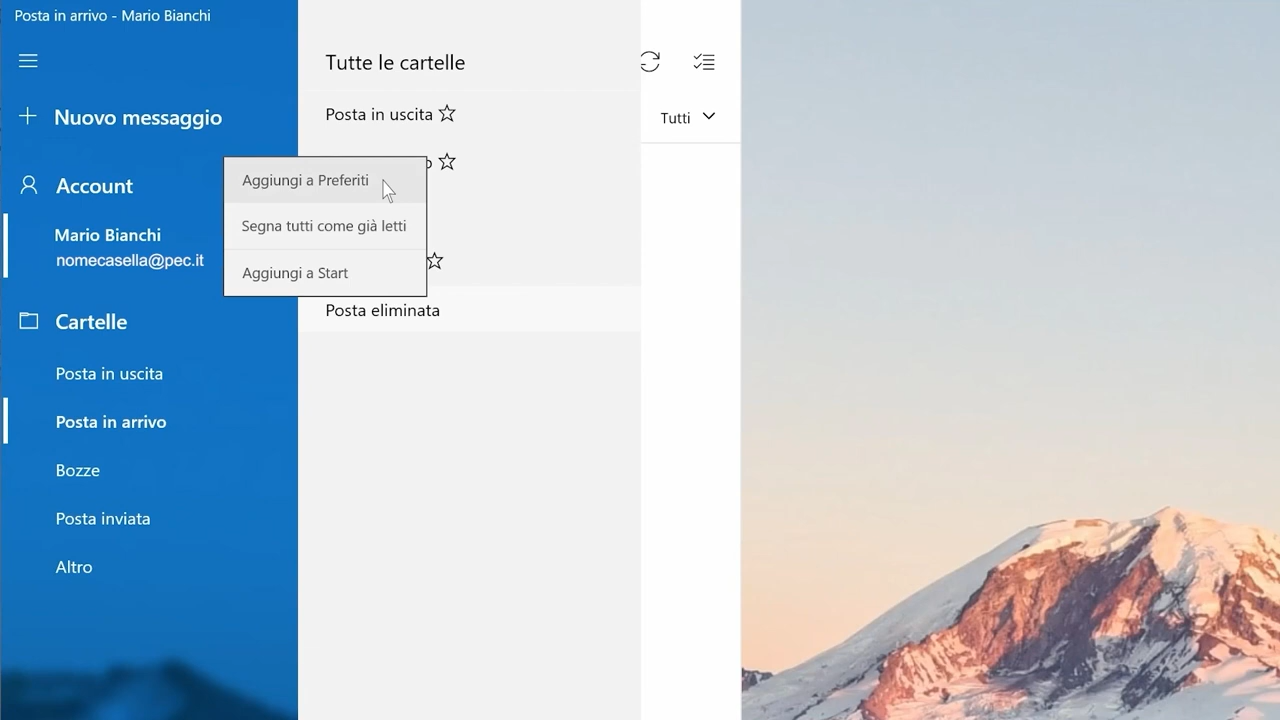 Posta in arrivo - Mario Bianchi
Nuovo messaggio
Account
Mario Bianchi
nomecasella@pec.it
Cartelle
Posta in uscita
Posta in arrivo
Bozze
Posta inviata
Altro
Tutte le cartelle
Posta in uscita
Aggiungi a Preferiti
Segna tutti come già letti
Aggiungi a Start
Posta eliminata
Tutti